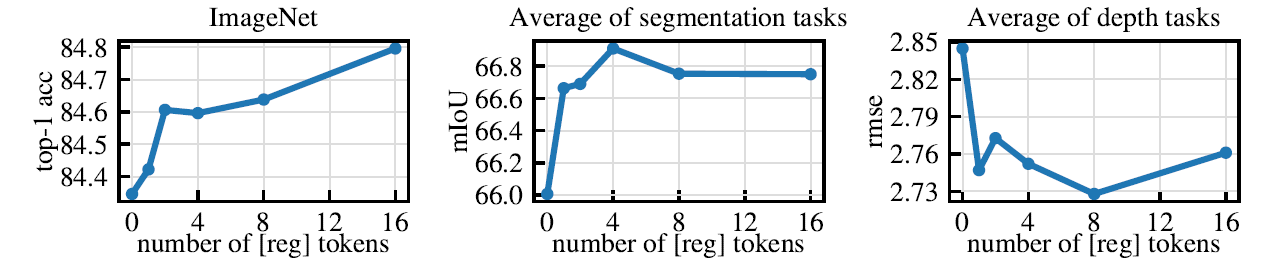 ImageNet
top-1 acc
84.8
84.7
84.6
84.5
84.4
0 4 8 12 16
number of [reg] tokens
Average of segmentation tasks
mIoU
66.8
66.6
66.4
66.2
66.0
0 4 8 12 16
number of [reg] tokens
Average of depth tasks
rmse
2.85
2.82
2.79
2.76
2.73
0 4 8 12 16
number of [reg] tokens